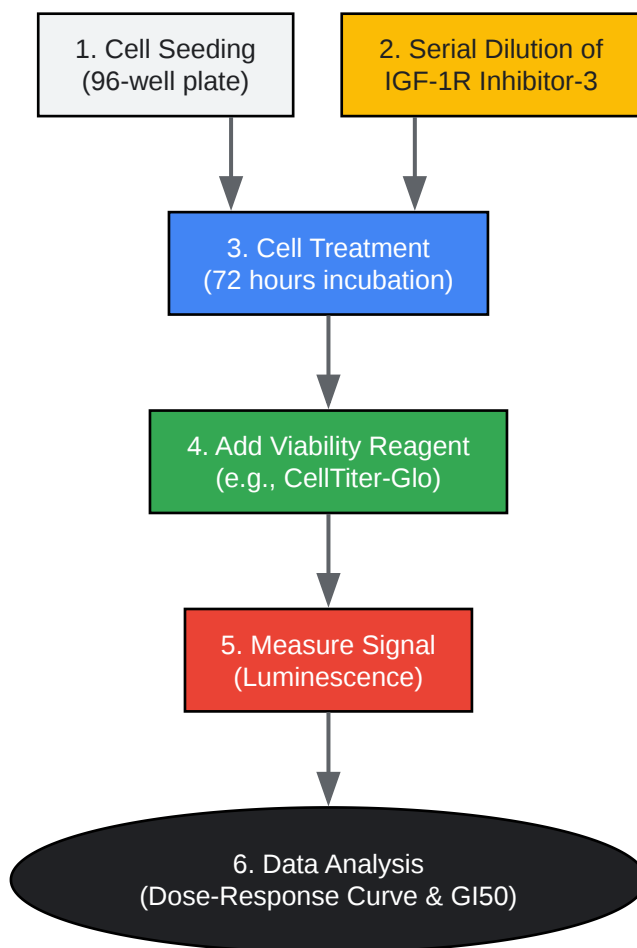 1. Cell Seeding
(96-well plate)
2. Serial Dilution of
IGF-1R Inhibitor-3
3. Cell Treatment
(72 hours incubation)
4. Add Viability Reagent
(e.g., CellTiter-Glo)
5. Measure Signal
(Luminescence)
6. Data Analysis
(Dose-Response Curve & GI50)